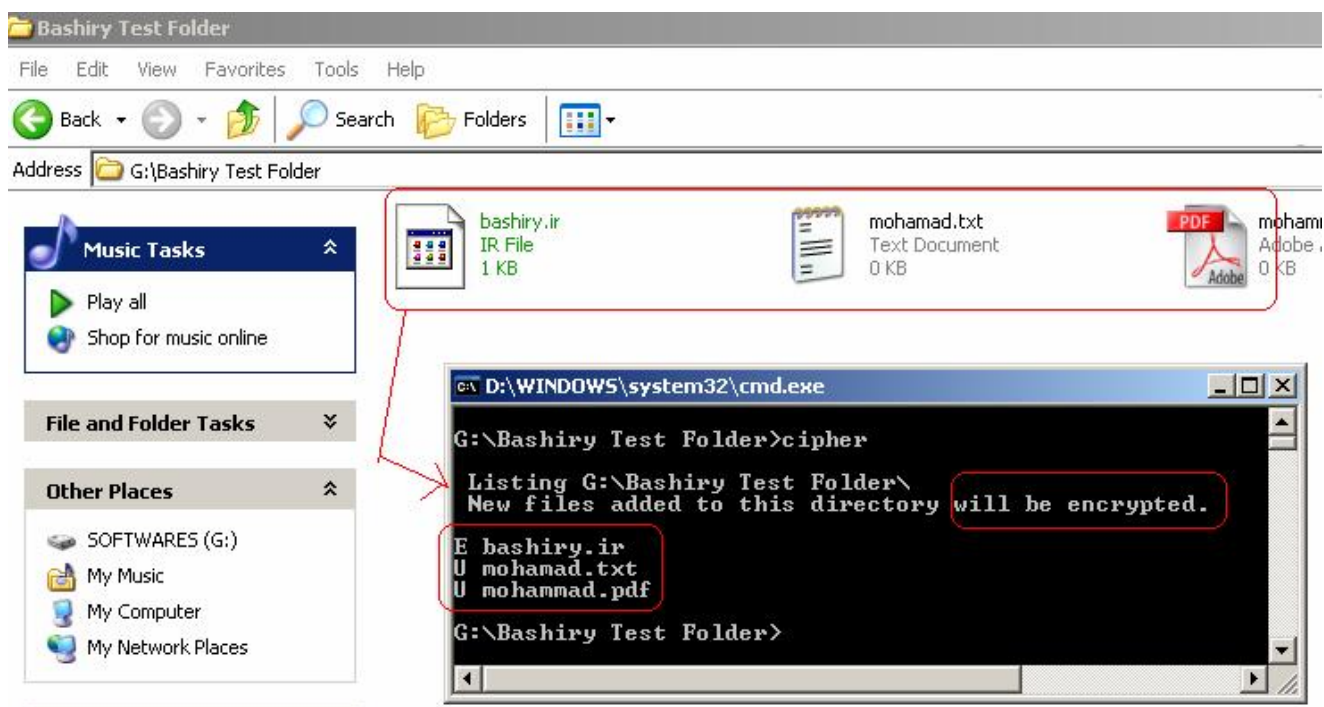 Bashiry Test Folder
File Edit View Favorites Tools Help
Back Search Folders
Address G:\Bashiry Test Folder
bashiry.ir
IR File
1 KB
mohamad.txt
Text Document
0 KB
PDF
Adobe
Adobe
0 KB
Music Tasks
Play all
Shop for music online
File and Folder Tasks
Other Places
SOFTWARES (G:)
My Music
My Computer
My Network Places
D:\WINDOWS\system32\cmd.exe
G:\Bashiry Test Folder>cipher
Listing G:\Bashiry Test Folder\
New files added to this directory will be encrypted.
E bashiry.ir
U mohamad.txt
U mohammad.pdf
G:\Bashiry Test Folder>